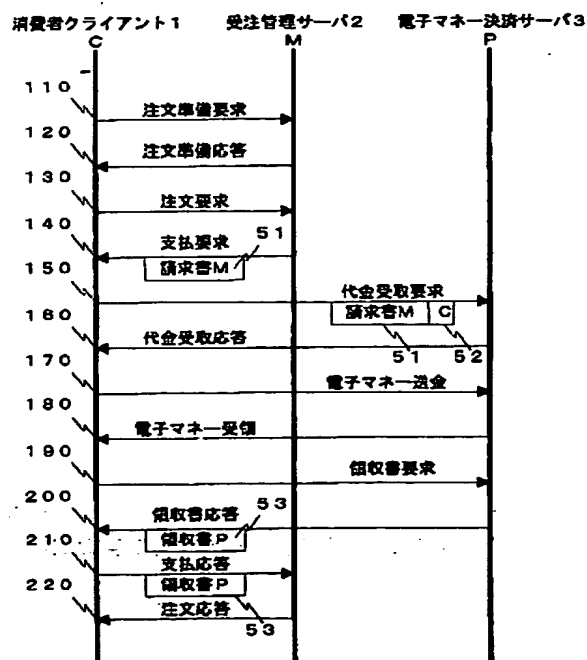 消費者クライアント1 受注管理サーバ2 電子マネー決済サーバ3
C M P
110
注文準備要求
120
注文準備応答
130
注文要求
140
支払要求
51
150
請求書M
代金受取要求
160
請求書M C
代金受取応答
51 52
170
電子マネー送金
180
電子マネー受領
190
領収書要求
200
領収書応答
53
210
領収書P
支払応答
220
領収書P
注文応答
53